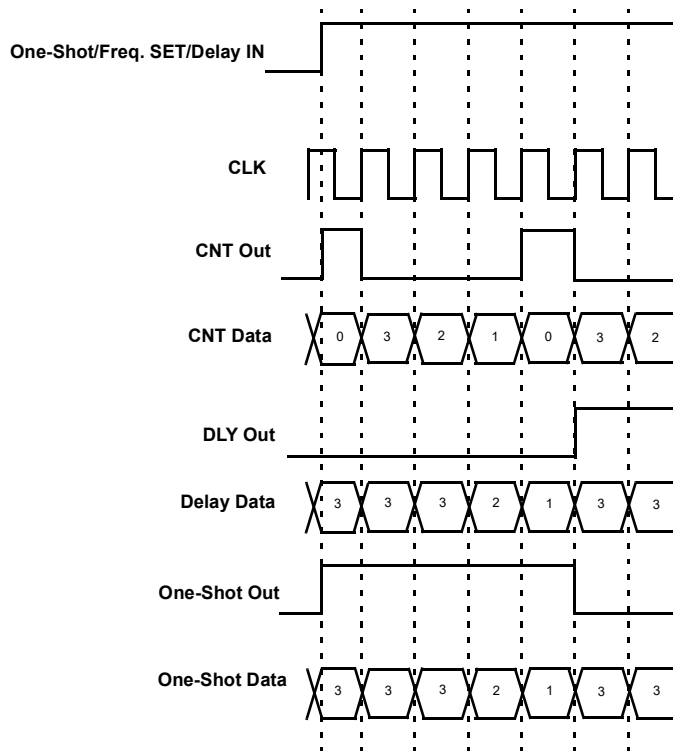 One-Shot/Freq. SET/Delay IN
CLK
CNT Out
CNT Data 0 3 2 1 0 3 2
DLY Out
Delay Data 3 3 3 2 1 3 3
One-Shot Out
One-Shot Data 3 3 3 2 1 3 3